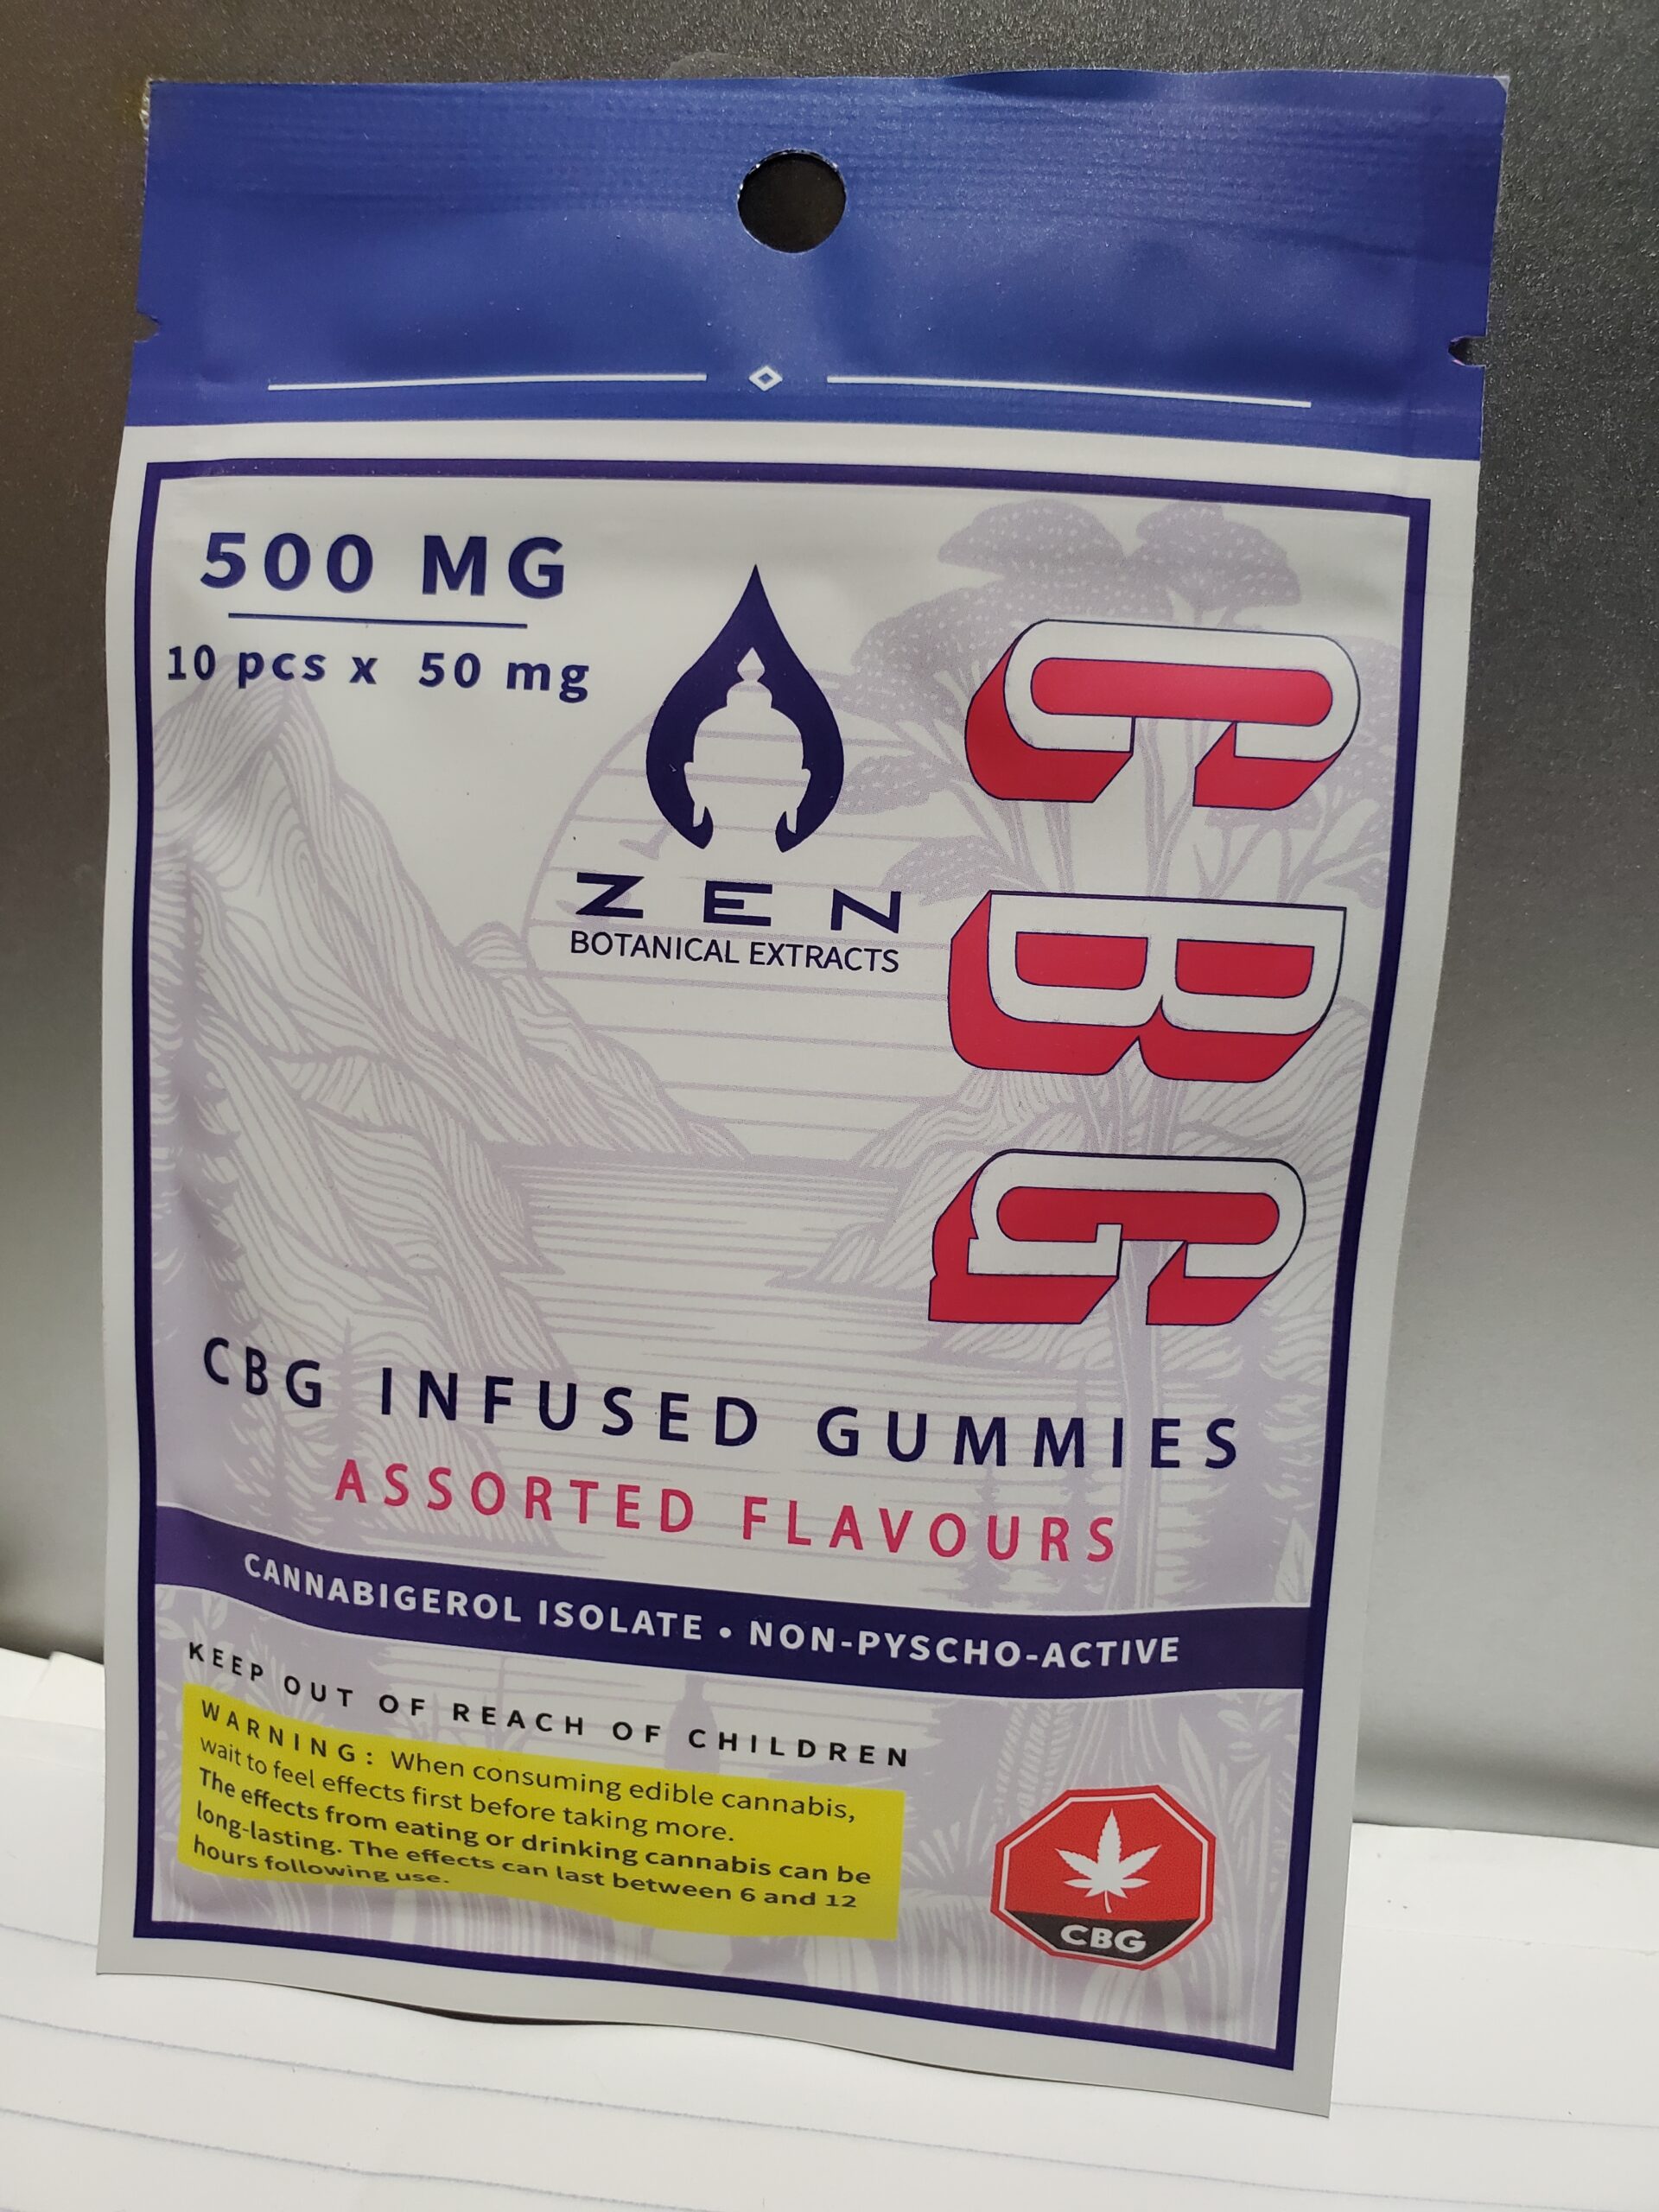 500 MG
10 pcs x 50 mg
ZEN
BOTANICAL EXTRACTS
CBG
CBG INFUSED GUMMIES
ASSORTED FLAVOURS
CANNABIGEROL ISOLATE • NON-PYSCHO-ACTIVE
KEEP OUT OF REACH OF CHILDREN
WARNING: When consuming edible cannabis,
wait to feel effects first before taking more.
The effects from eating or drinking cannabis can be
long-lasting. The effects can last between 6 and 12
hours following use.
CBG